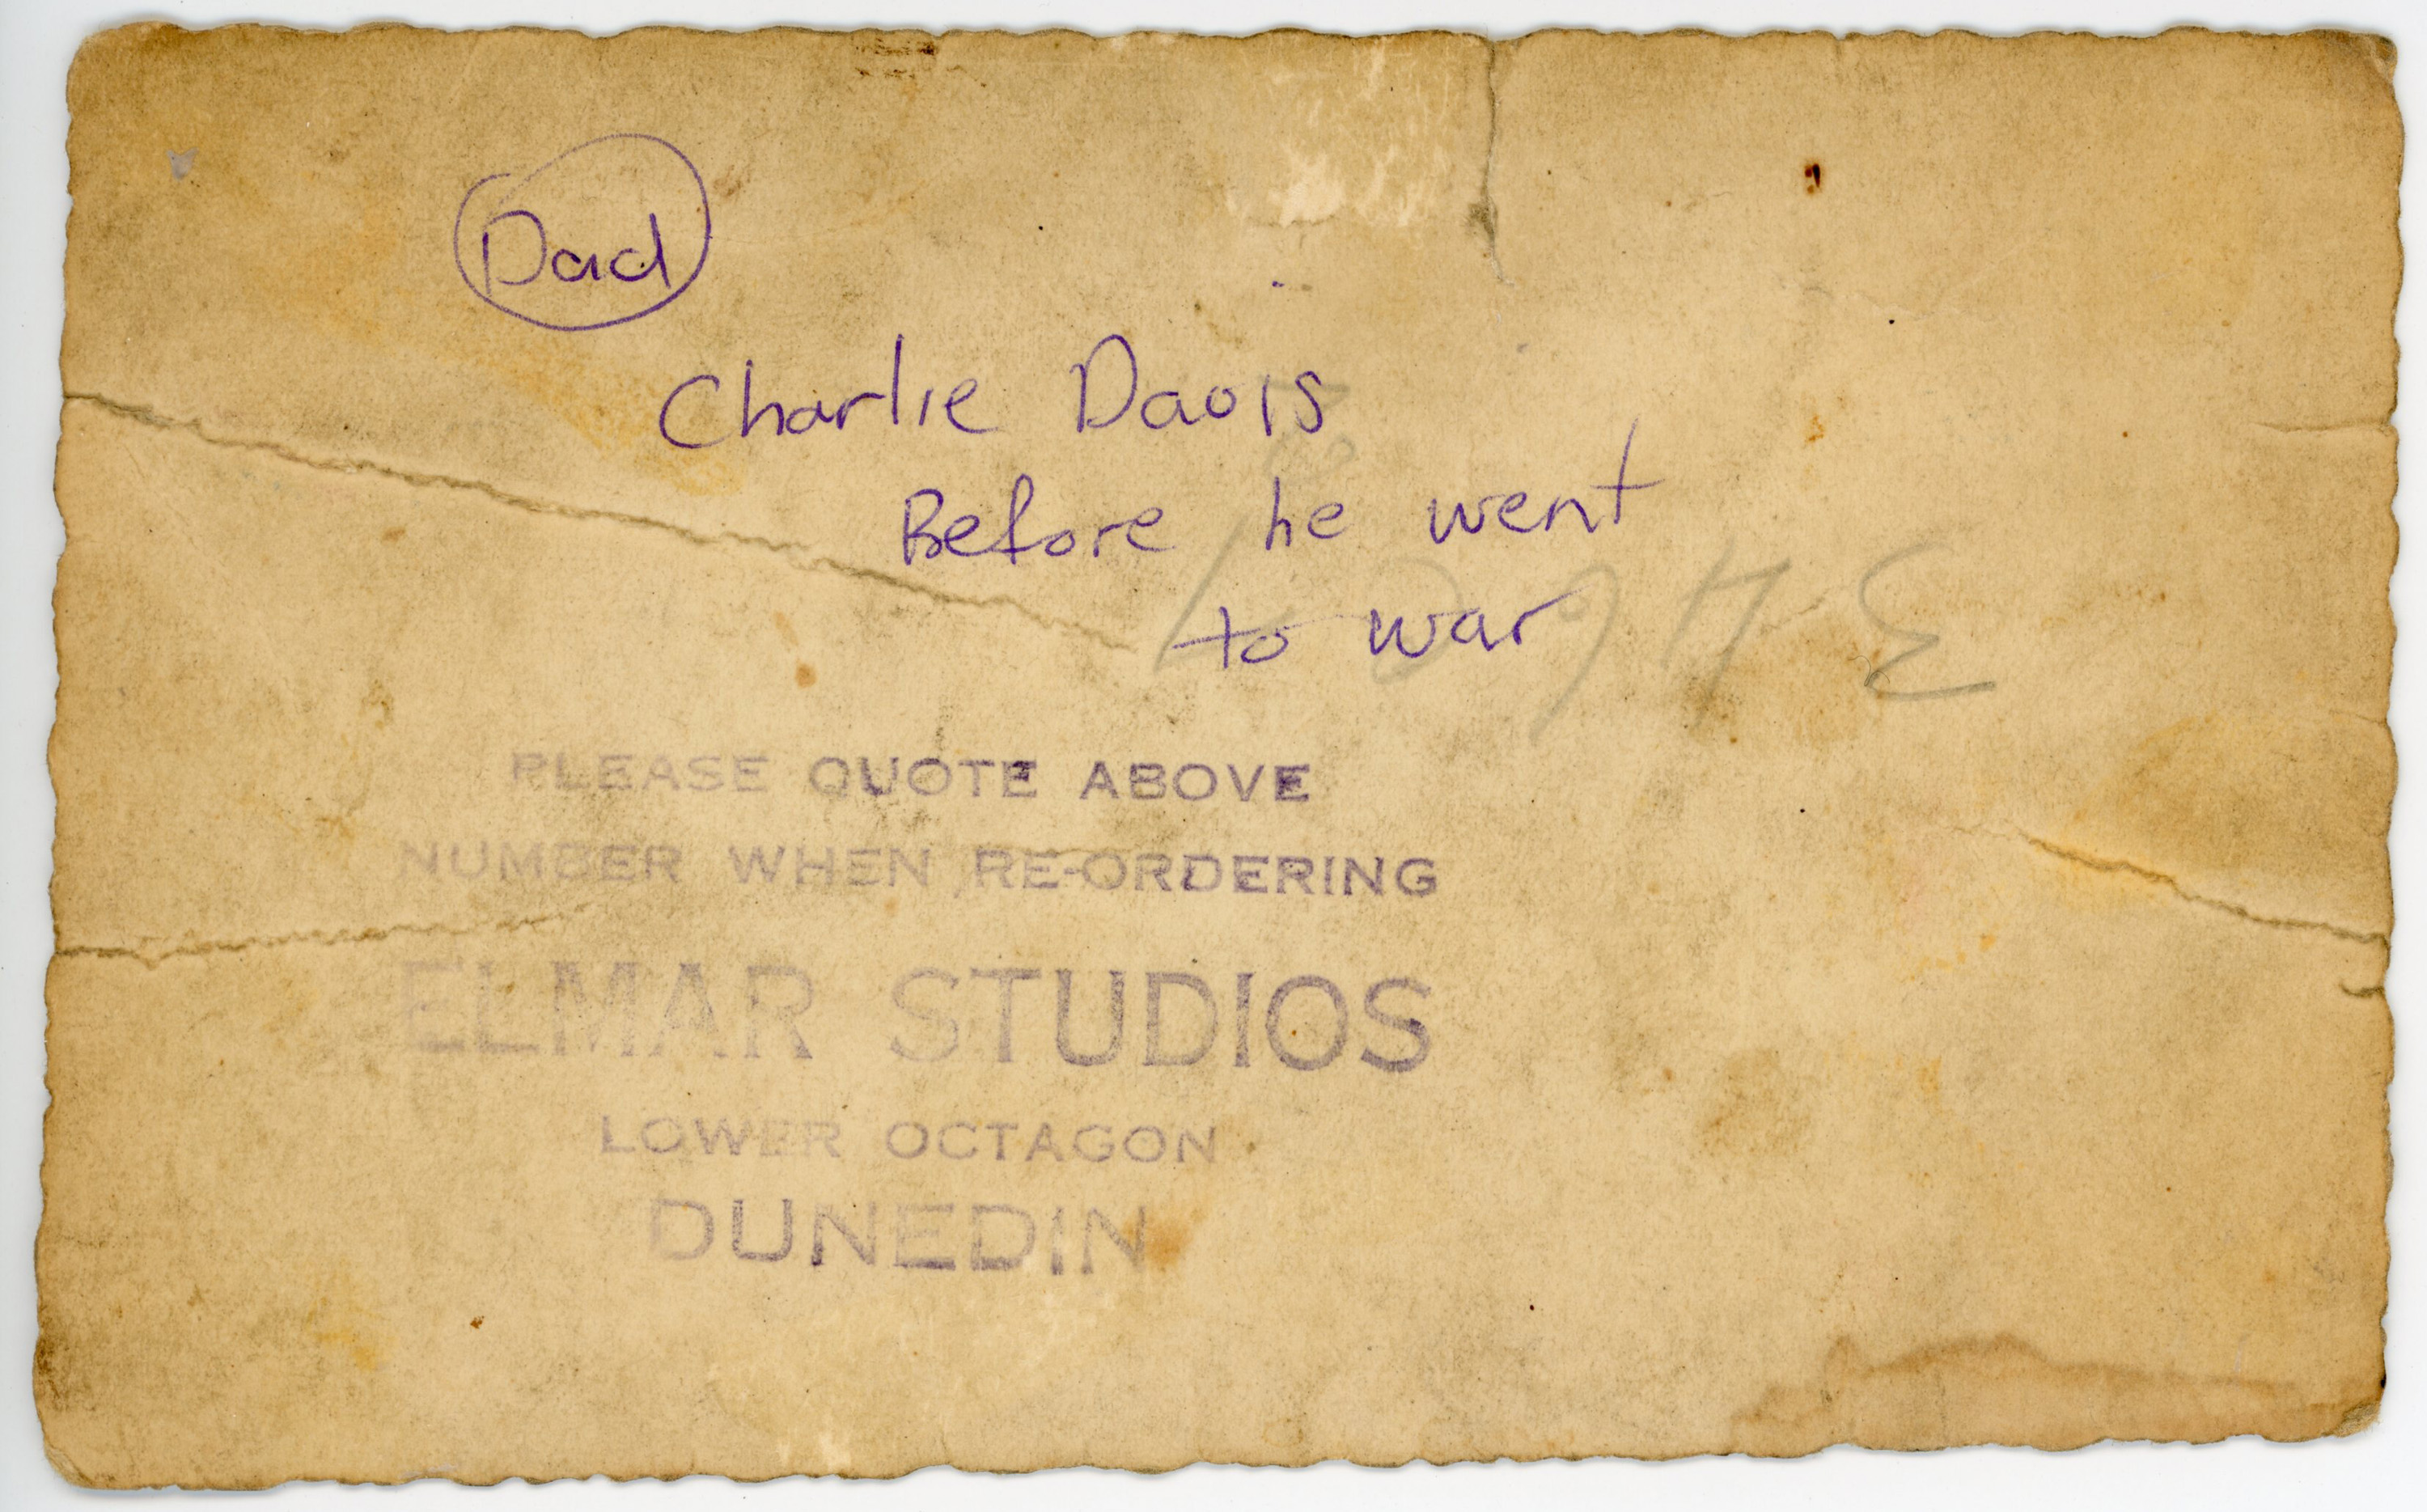 Dad
Charlie Davis
Before he went
to war
PLEASE QUOTE ABOVE
NUMBER WHEN RE-ORDERING
ELMAR STUDIOS
LOWER OCTAGON
DUNEDIN